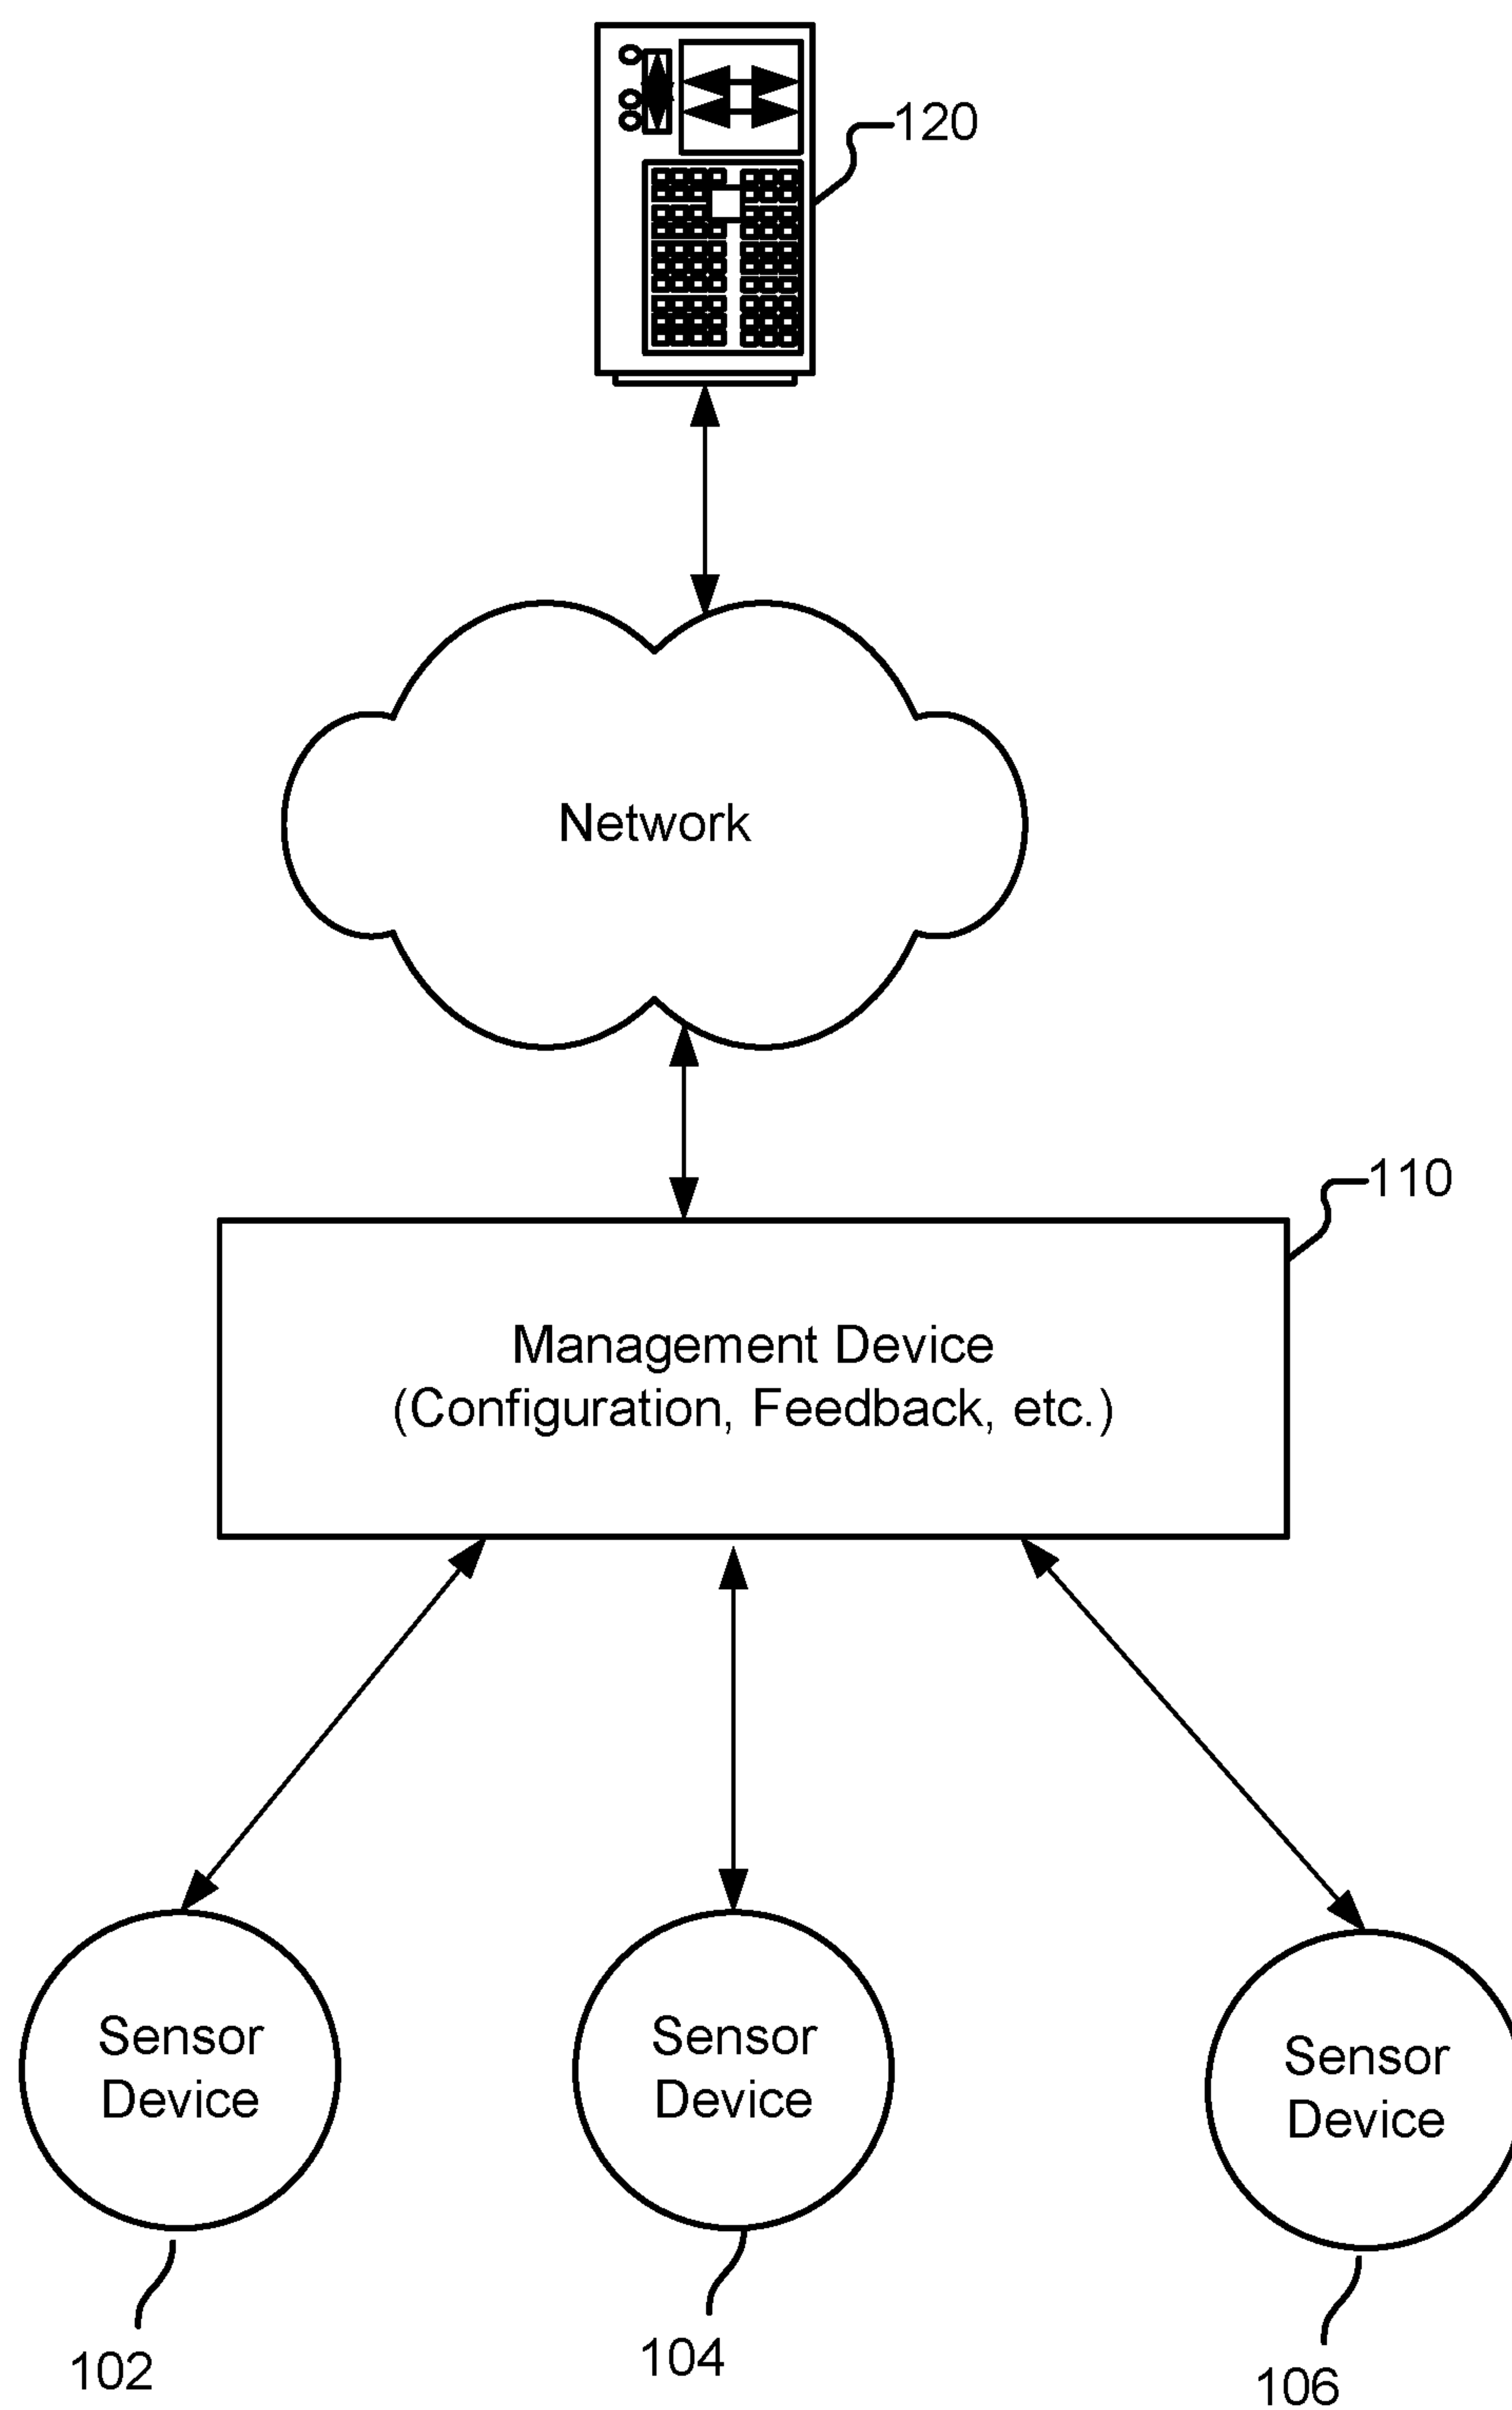 120
Network
110
Management Device
(Configuration, Feedback, etc.)
Sensor
Device
Sensor
Device
Sensor
Device
102
104
106